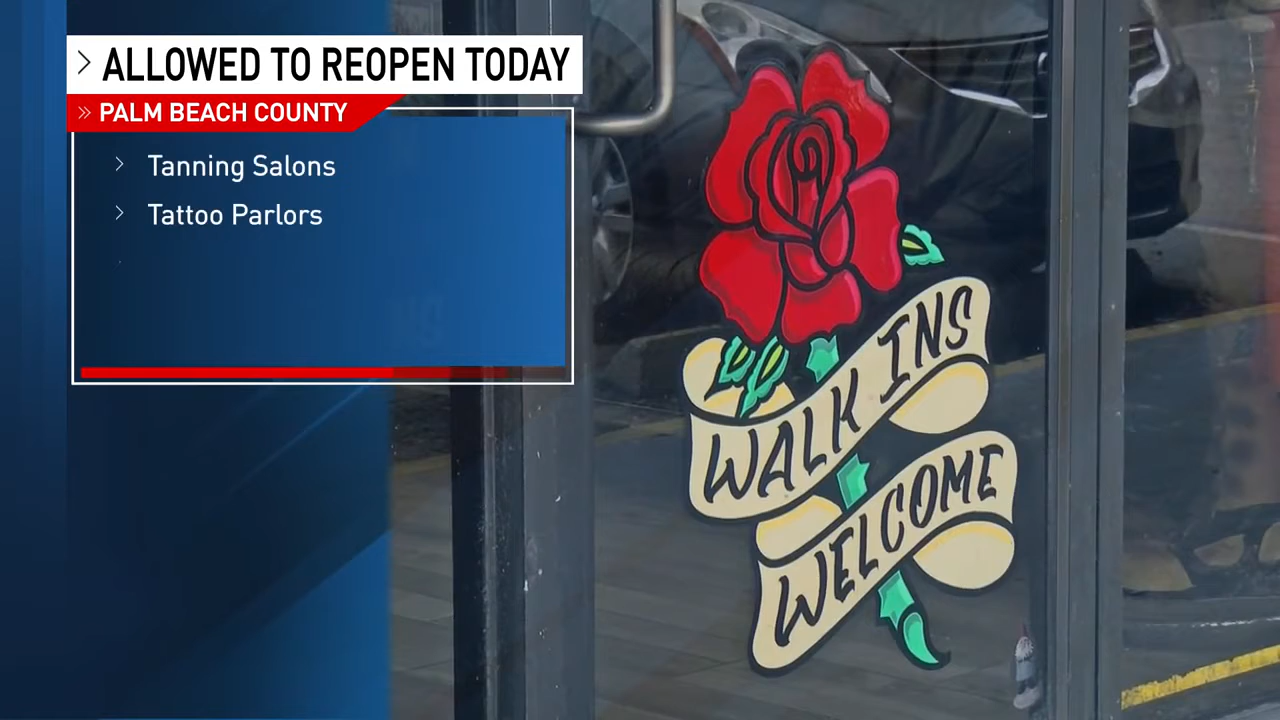 ALLOWED TO REOPEN TODAY
PALM BEACH COUNTY
Tanning Salons
Tattoo Parlors
WALK INS
WELCOME